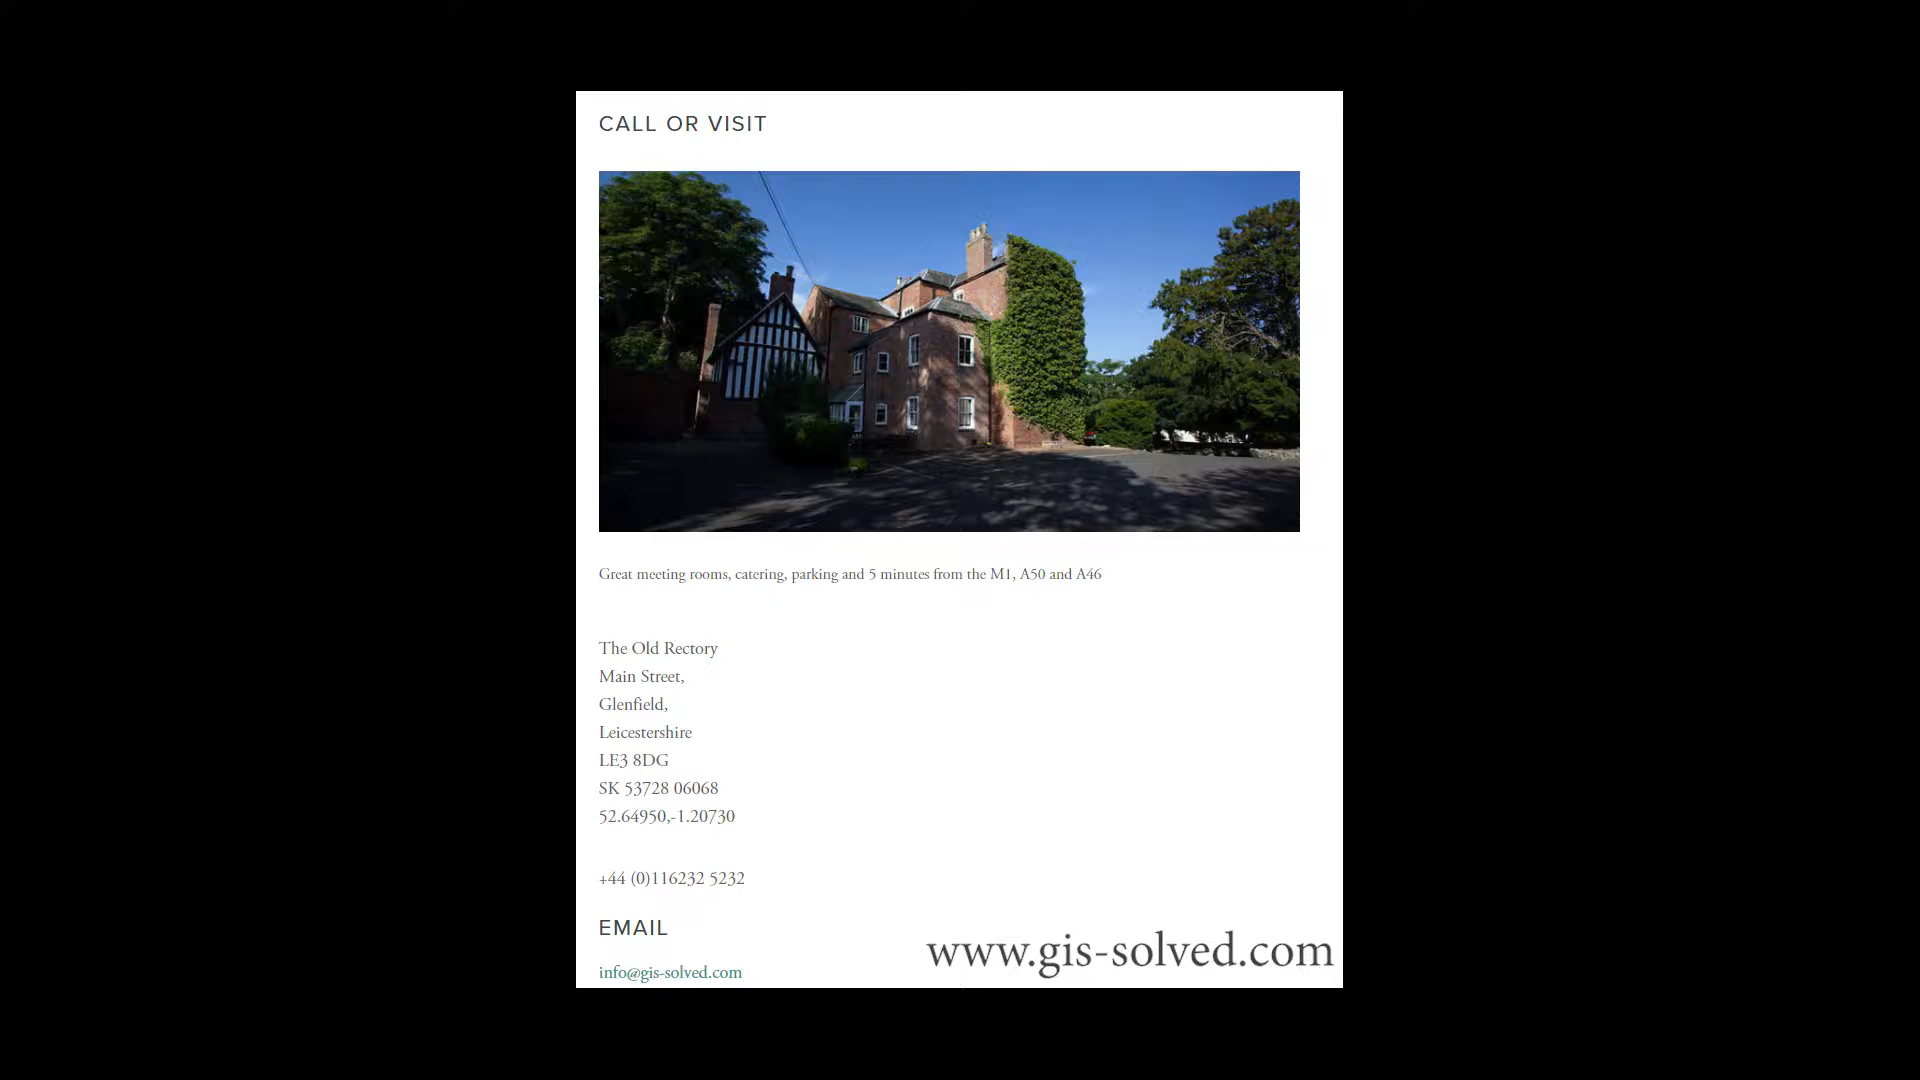 CALL OR VISIT
Great meeting rooms, catering, parking and 5 minutes from the M1, A50 and A46
The Old Rectory
Main Street,
Glenfield,
Leicestershire
LE3 8DG
SK 53728 06068
52.64950,-1.20730
+44 (0)116232 5232
EMAIL
www.gis-solved.com
info@gis-solved.com